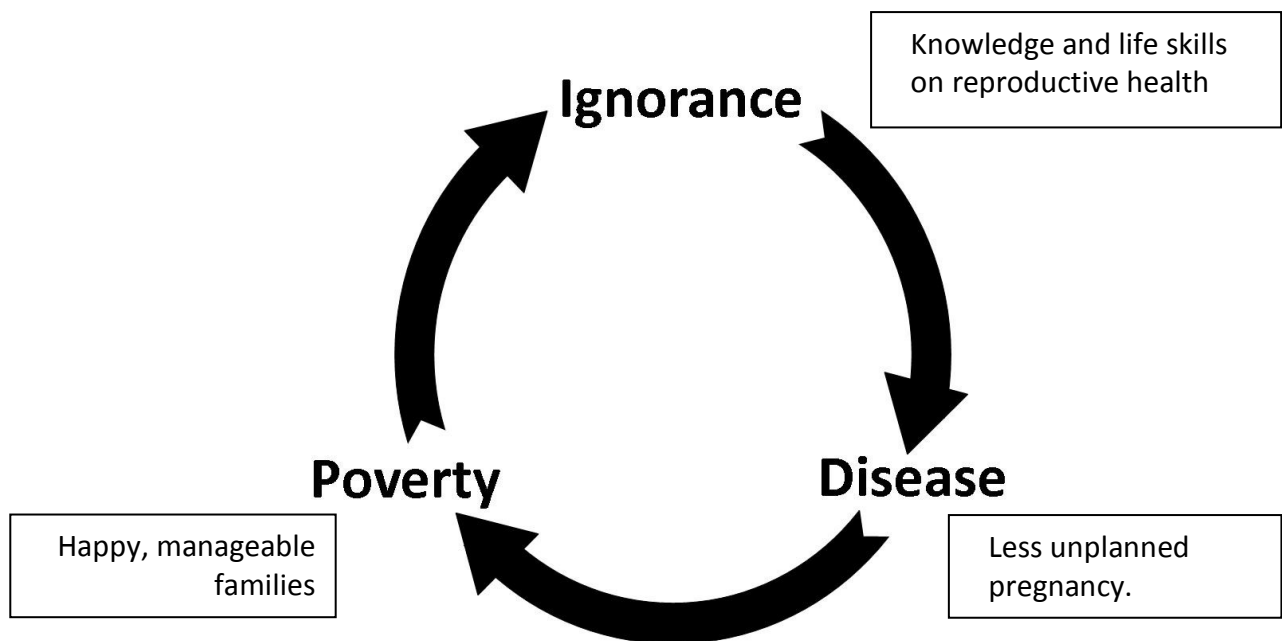 Knowledge and life skills
on reproductive health
Ignorance
Poverty
Disease
Happy, manageable
families
Less unplanned
pregnancy.